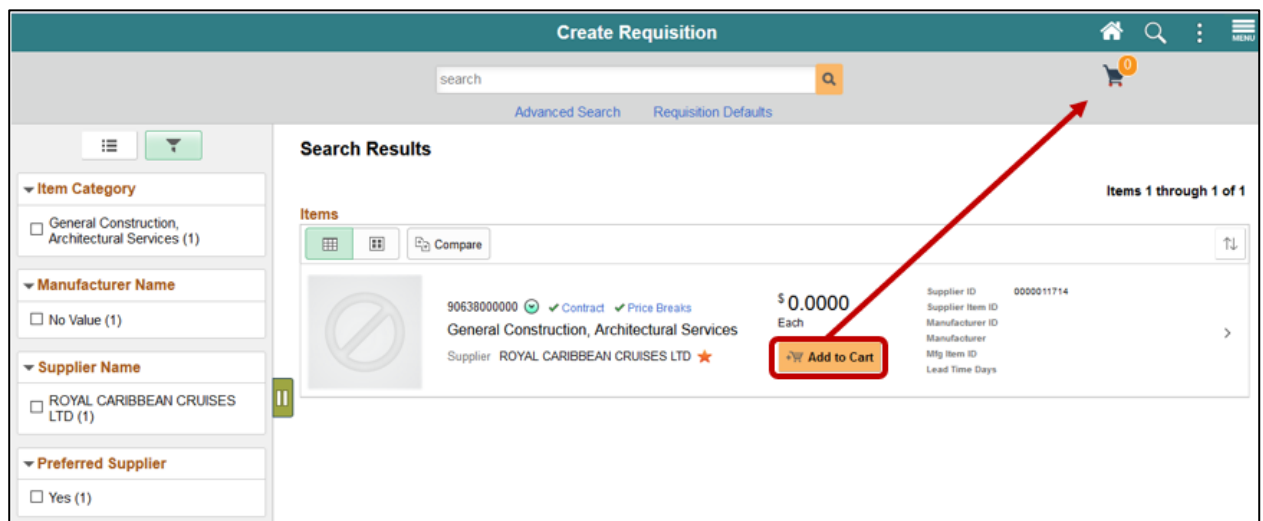 Create Requisition
MENU
search
0
Advanced Search Requisition Defaults
Search Results
Items 1 through 1 of 1
Item Category
General Construction,
Architectural Services (1)
Manufacturer Name
No Value (1)
Supplier Name
ROYAL CARIBBEAN CRUISES
LTD (1)
Preferred Supplier
Yes (1)
Items
Compare
90638000000 Contract Price Breaks
General Construction, Architectural Services
Supplier ROYAL CARIBBEAN CRUISES LTD
$ 0.0000
Each
Add to Cart
Supplier ID 0000011714
Supplier Item ID
Manufacturer ID
Manufacturer
Mfg Item ID
Lead Time Days